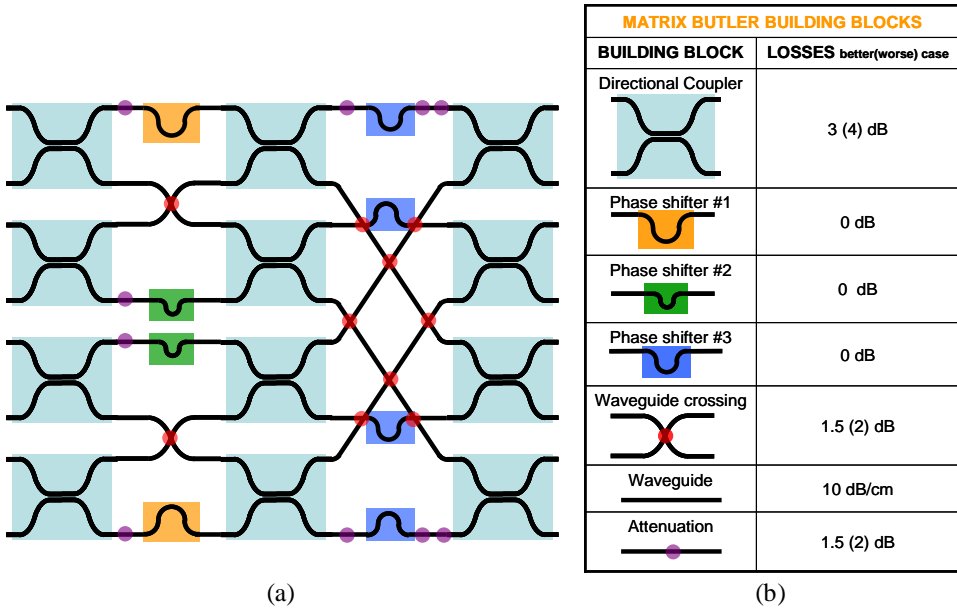 MATRIX BUTLER BUILDING BLOCKS
BUILDING BLOCK LOSSES better(worse) case
Directional Coupler
3 (4) dB
Phase shifter #1
0 dB
Phase shifter #2
0 dB
Phase shifter #3
0 dB
Waveguide crossing
1.5 (2) dB
Waveguide
10 dB/cm
Attenuation
1.5 (2) dB
(a) (b)